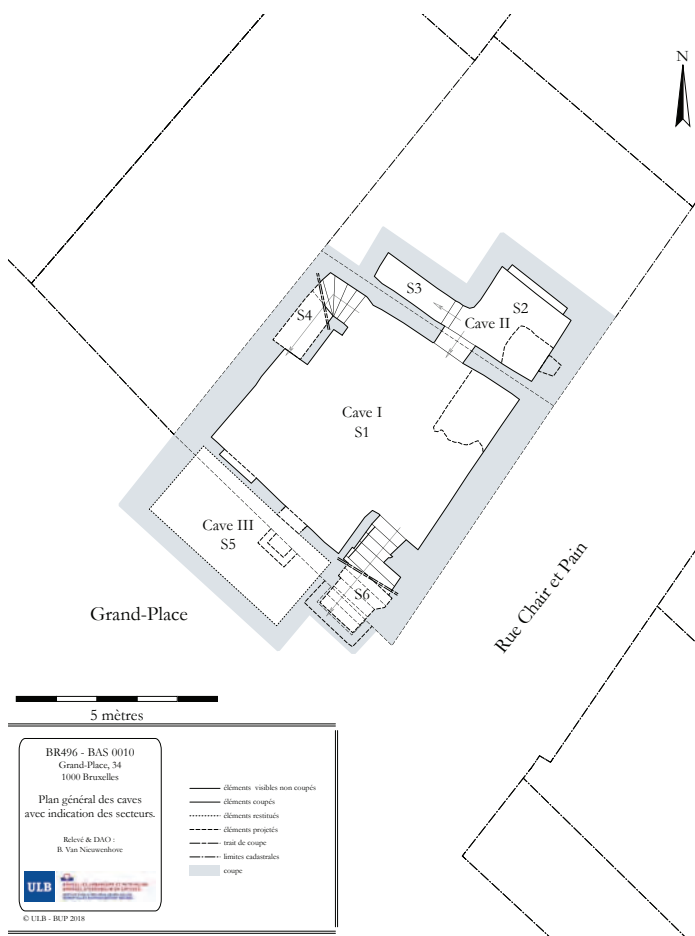 N
S3
S2
S4
Cave II
Cave I
S1
Cave III
S5
S6
Grand-Place
Rue Chair et Pain
5 mètres
BR496 - BAS 0010
Grand-Place, 34
1000 Bruxelles
Plan général des caves
avec indication des secteurs.
Relevé & DAO :
B. Van Nieuwenhove
ULB
© ULB - BUP 2018
éléments visibles non coupés
éléments coupés
éléments restitués
éléments projetés
trait de coupe
limites cadastrales
coupe